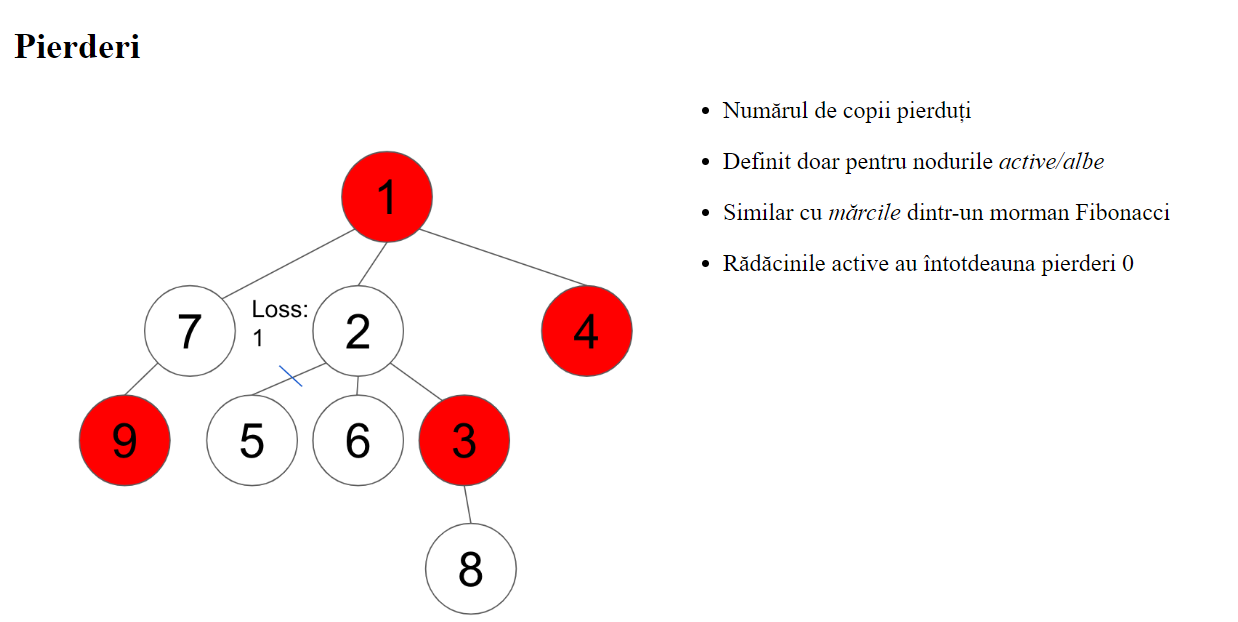 Pierderi
Numărul de copii pierduți
Definit doar pentru nodurile active/albe
Similar cu mărcile dintr-un morman Fibonacci
Rădăcinile active au întotdeauna pierderi 0
1
7
Loss:
1
2
4
9
5
6
3
8